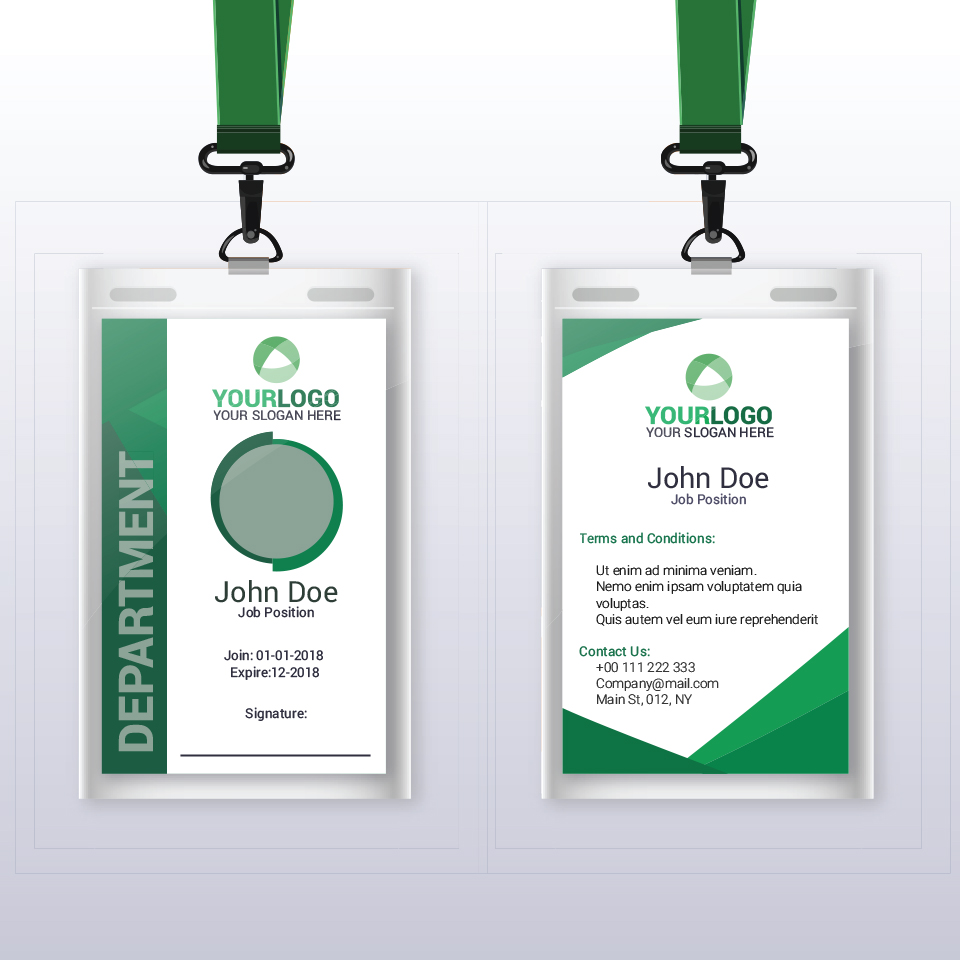 DEPARTMENT
YOURLOGO
YOUR SLOGAN HERE
John Doe
Job Position
Join: 01-01-2018
Expire:12-2018
Signature:
YOURLOGO
YOUR SLOGAN HERE
John Doe
Job Position
Terms and Conditions:
Ut enim ad minima veniam.
Nemo enim ipsam voluptatem quia
voluptas.
Quis autem vel eum iure reprehenderit
Contact Us:
+00 111 222 333
Company@mail.com
Main St, 012, NY